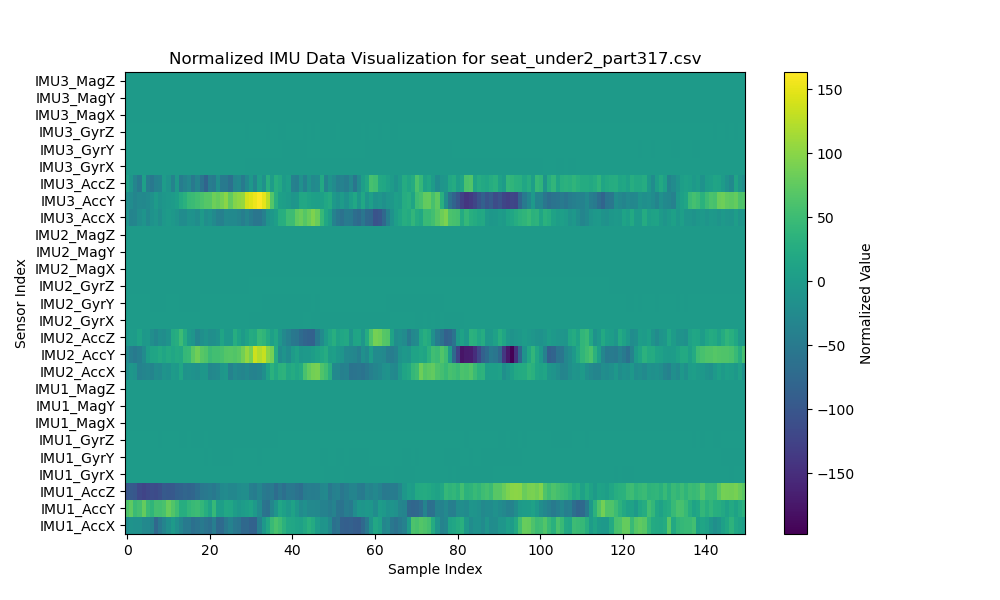 Normalized IMU Data Visualization for seat_under2_part317.csv
IMU3_MagZ
IMU3_MagY
IMU3_MagX
IMU3_GyrZ
IMU3_GyrY
IMU3_GyrX
IMU3_AccZ
IMU3_AccY
IMU3_AccX
IMU2_MagZ
IMU2_MagY
IMU2_MagX
IMU2_GyrZ
IMU2_GyrY
IMU2_GyrX
IMU2_AccZ
IMU2_AccY
IMU2_AccX
IMU1_MagZ
IMU1_MagY
IMU1_MagX
IMU1_GyrZ
IMU1_GyrY
IMU1_GyrX
IMU1_AccZ
IMU1_AccY
IMU1_AccX
Sensor Index
0 20 40 60 80 100 120 140
Sample Index
150
100
50
0
−50
−100
−150
Normalized Value